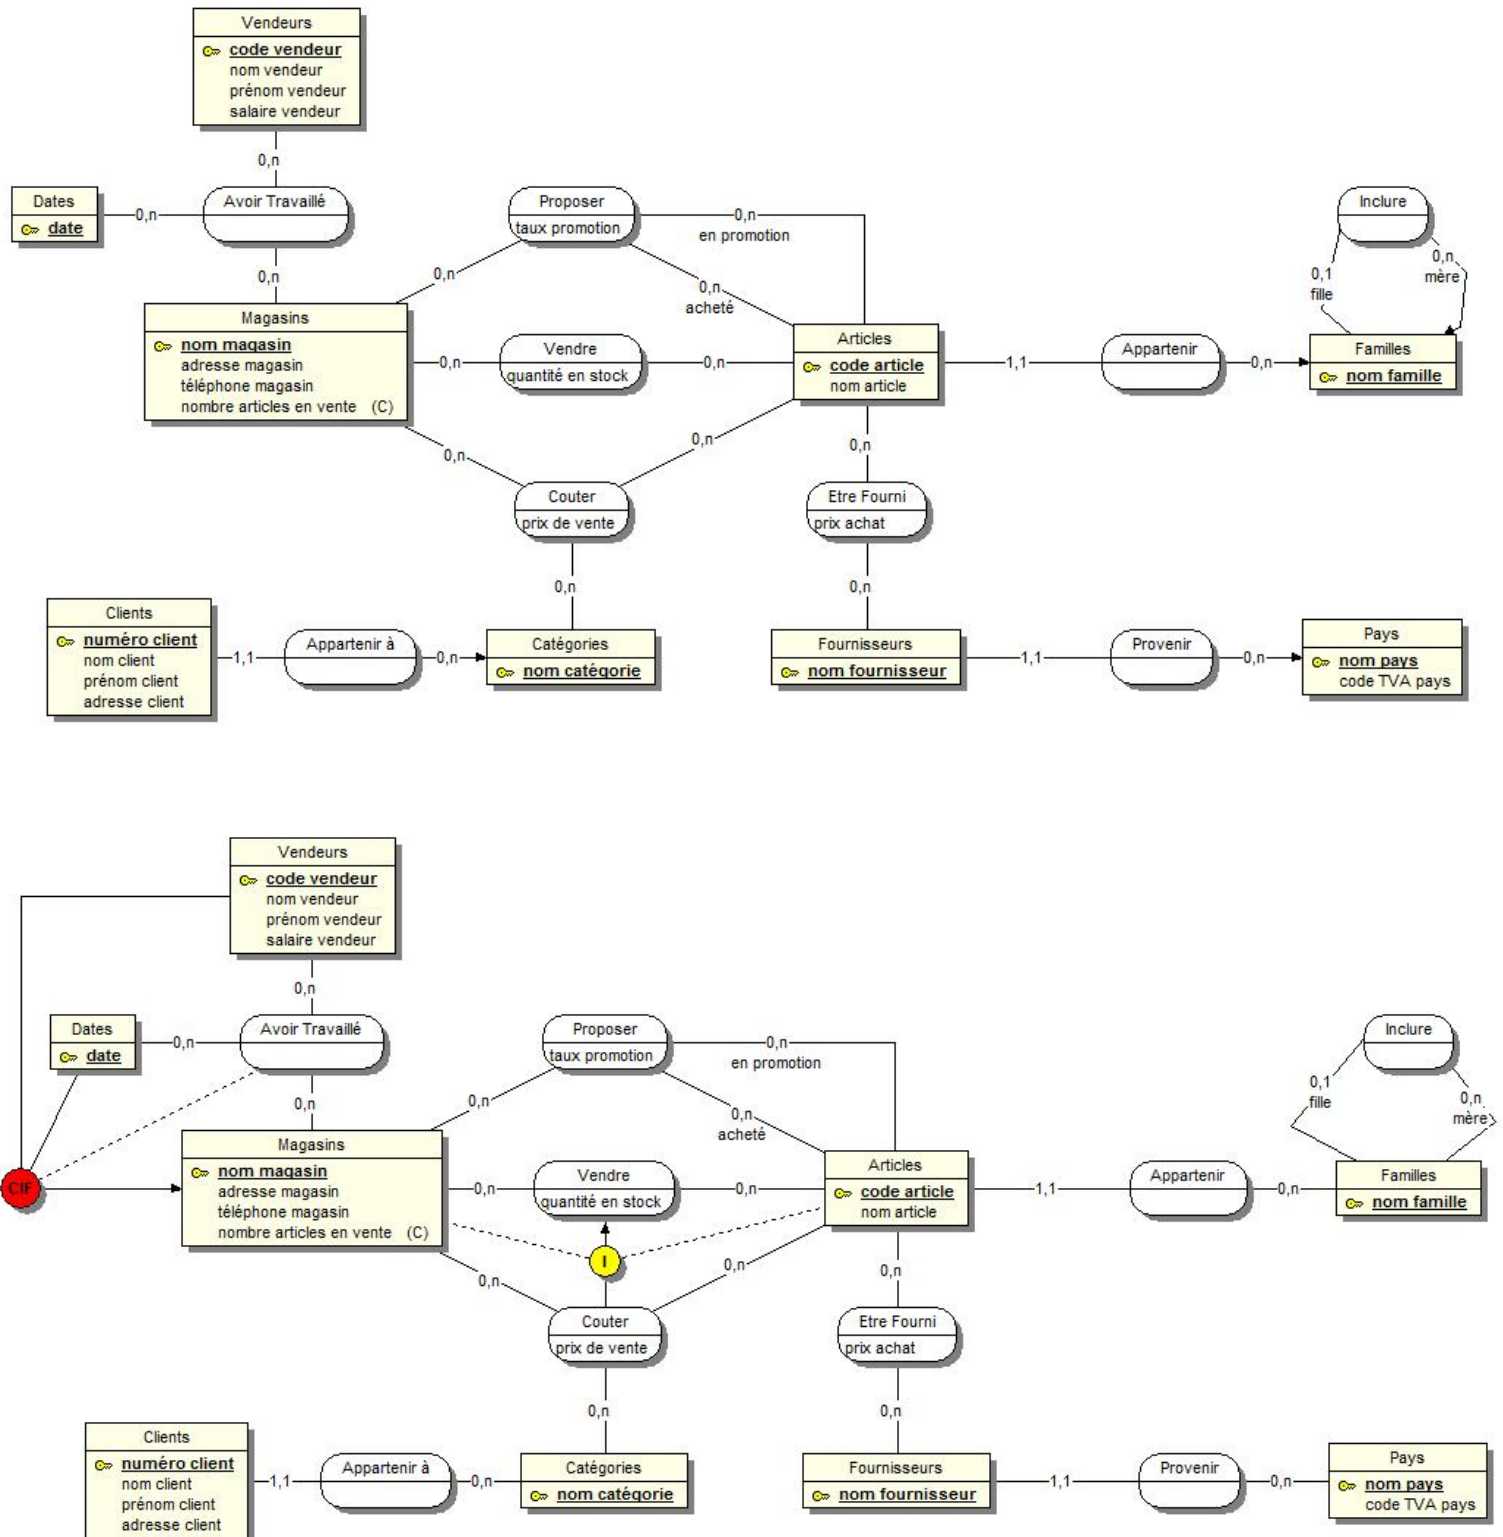 Vendeurs
code vendeur
nom vendeur
prénom vendeur
salaire vendeur
0,n
Dates
date
0,n
Avoir Travaillé
0,n
Proposer
taux promotion
0,n
en promotion
0,n
0,n
acheté
Inclure
0,1
fille
0,n
mère
Magasins
nom magasin
adresse magasin
téléphone magasin
nombre articles en vente (C)
0,n
Vendre
quantité en stock
0,n
Articles
code article
nom article
1,1
Appartenir
0,n
Familles
nom famille
0,n
0,n
0,n
Couter
prix de vente
Etre Fourni
prix achat
0,n
0,n
Clients
numéro client
nom client
prénom client
adresse client
1,1
Appartenir à
0,n
Catégories
nom catégorie
Fournisseurs
nom fournisseur
1,1
Provenir
0,n
Pays
nom pays
code TVA pays
Vendeurs
code vendeur
nom vendeur
prénom vendeur
salaire vendeur
0,n
Dates
date
0,n
Avoir Travaillé
0,n
Proposer
taux promotion
0,n
en promotion
0,n
0,n
acheté
Inclure
0,1
fille
0,n
mère
CIF
Magasins
nom magasin
adresse magasin
téléphone magasin
nombre articles en vente (C)
0,n
Vendre
quantité en stock
0,n
Articles
code article
nom article
1,1
Appartenir
0,n
Familles
nom famille
I
0,n
0,n
0,n
Couter
prix de vente
Etre Fourni
prix achat
0,n
0,n
Clients
numéro client
nom client
prénom client
adresse client
1,1
Appartenir à
0,n
Catégories
nom catégorie
Fournisseurs
nom fournisseur
1,1
Provenir
0,n
Pays
nom pays
code TVA pays